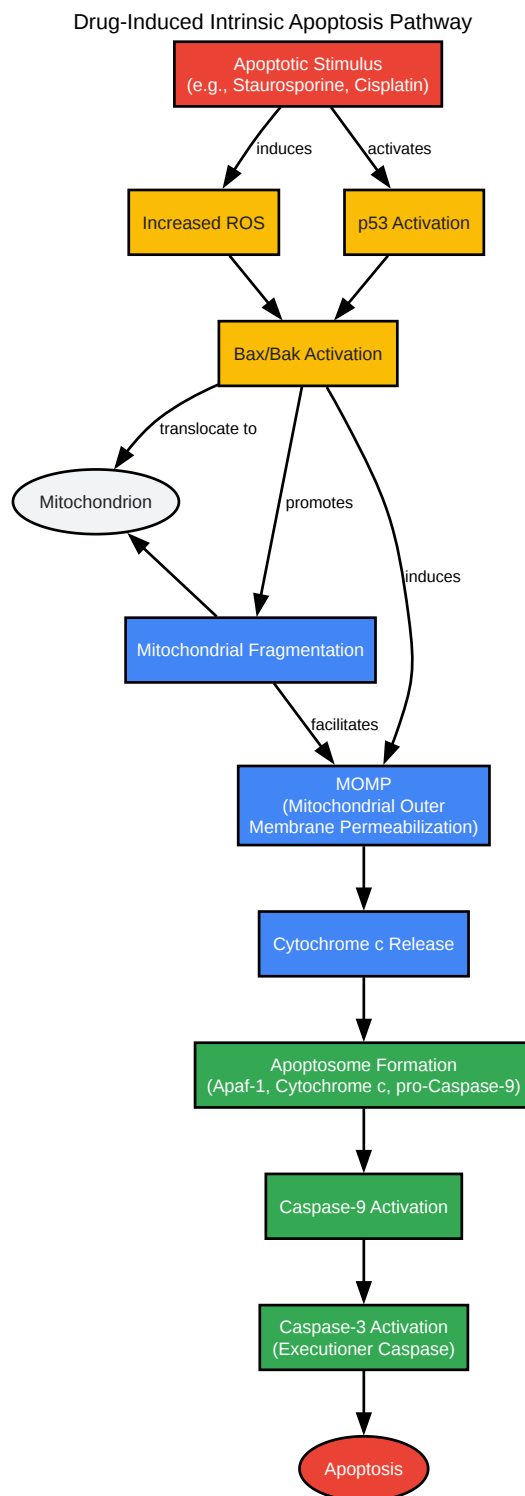 Drug-Induced Intrinsic Apoptosis Pathway
Apoptotic Stimulus
(e.g., Staurosporine, Cisplatin)
induces
activates
Increased ROS
p53 Activation
Bax/Bak Activation
translocate to
Mitochondrion
promotes
induces
Mitochondrial Fragmentation
facilitates
MOMP
(Mitochondrial Outer
Membrane Permeabilization)
Cytochrome c Release
Apoptosome Formation
(Apaf-1, Cytochrome c, pro-Caspase-9)
Caspase-9 Activation
Caspase-3 Activation
(Executioner Caspase)
Apoptosis